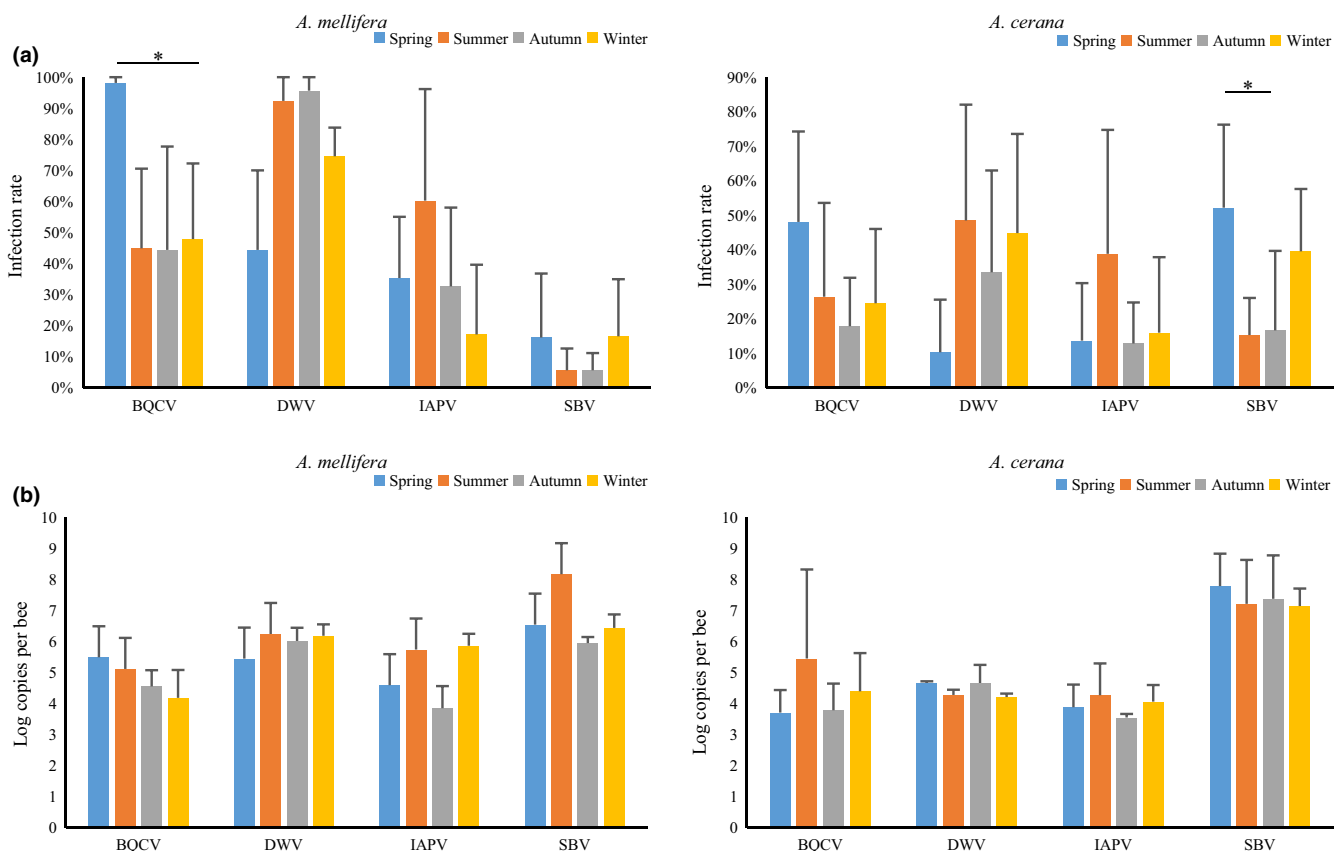 A. mellifera
Spring Summer Autumn Winter
(a)
*
100%
90%
80%
70%
60%
50%
40%
30%
20%
10%
0%
Infection rate
BQCV DWV IAPV SBV
A. cerana
Spring Summer Autumn Winter
*
90%
80%
70%
60%
50%
40%
30%
20%
10%
0%
Infection rate
BQCV DWV IAPV SBV
A. mellifera
Spring Summer Autumn Winter
(b)
10
9
8
7
6
5
4
3
2
1
0
Log copies per bee
BQCV DWV IAPV SBV
A. cerana
Spring Summer Autumn Winter
10
9
8
7
6
5
4
3
2
1
0
Log copies per bee
BQCV DWV IAPV SBV